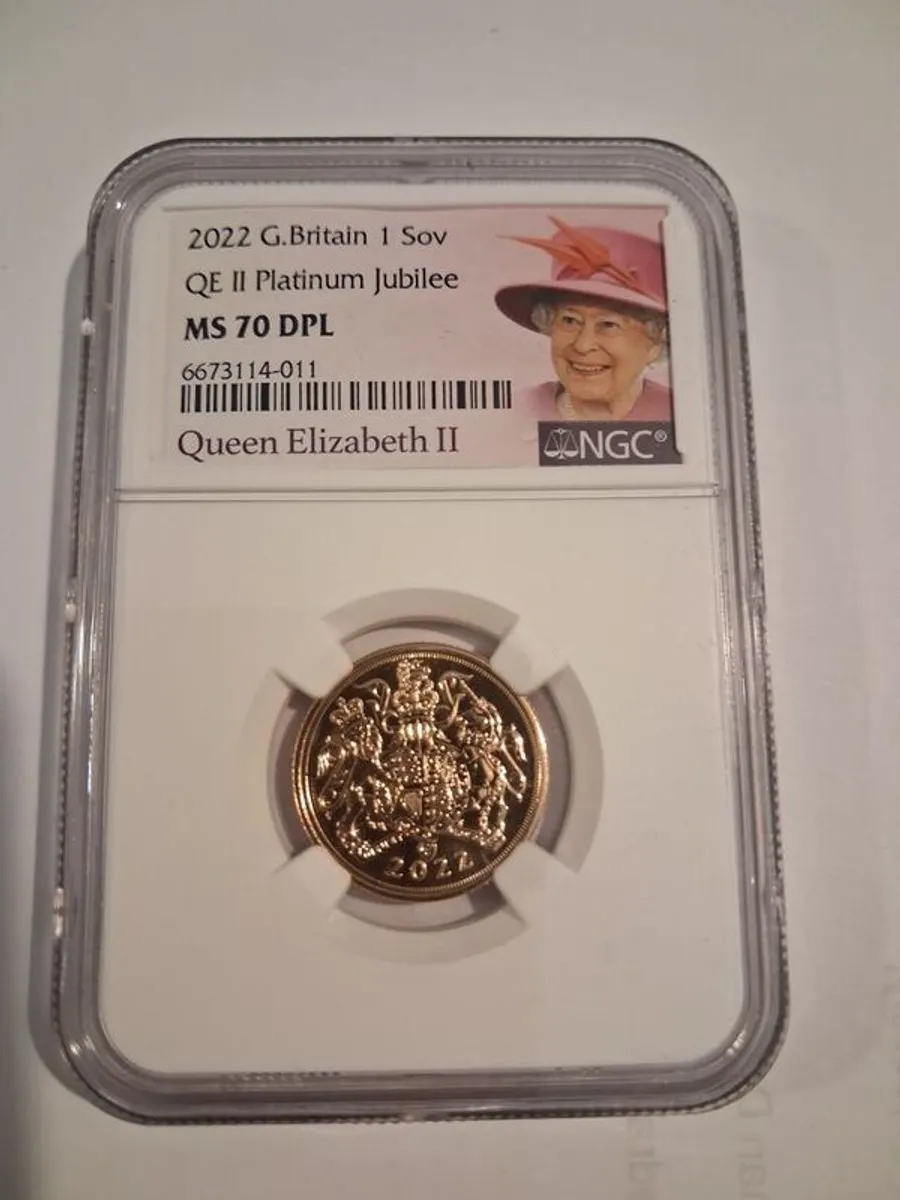 2022 G.Britain 1 Sov
QE II Platinum Jubilee
MS 70 DPL
6673114-011
Queen Elizabeth II
NGC®
2022